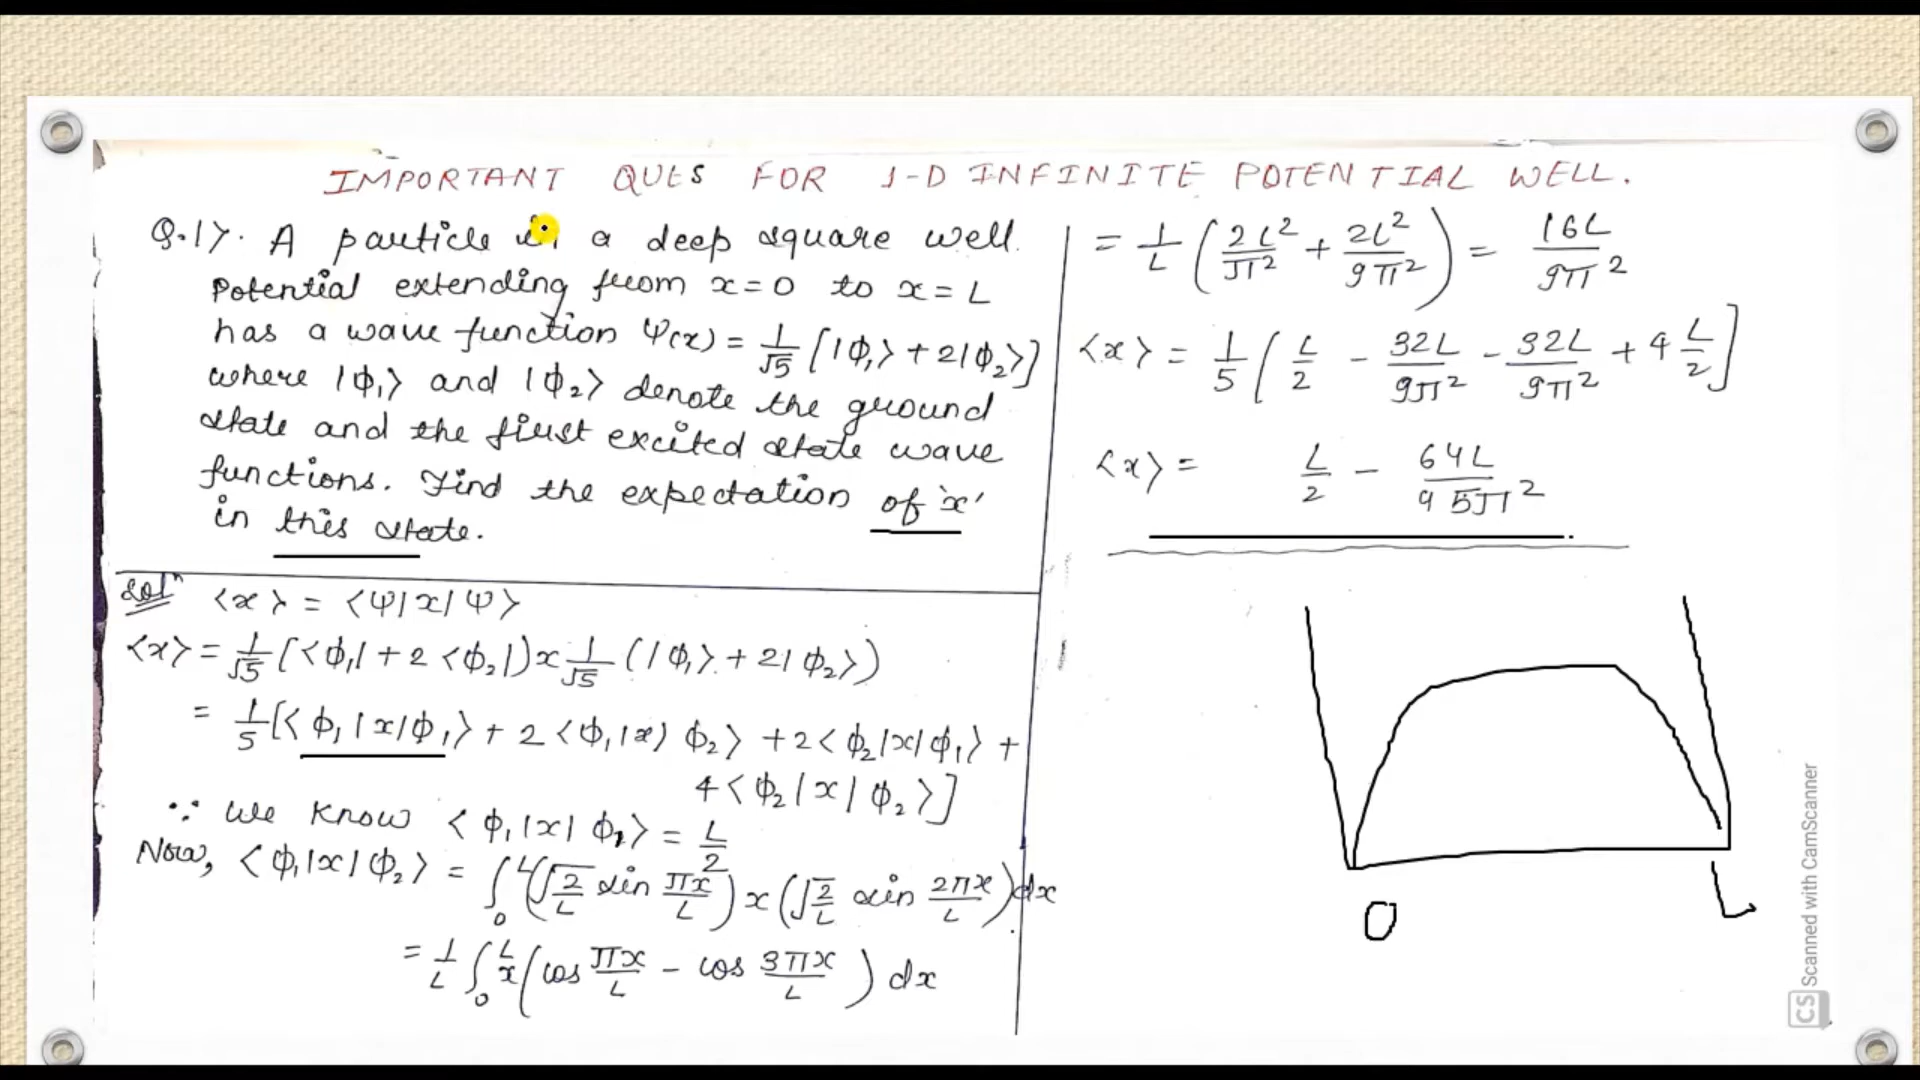 IMPORTANT QUES FOR 1-D INFINITE POTENTIAL WELL.
Q.1). A particle in a deep square well
potential extending from x=0 to x=L
has a wave function Ψ(x) = 1/√5 [|ϕ₁⟩ + 2|ϕ₂⟩]
where |ϕ₁⟩ and |ϕ₂⟩ denote the ground
state and the first excited state wave
functions. Find the expectation of 'x'
in this state.
Solⁿ ⟨x⟩ = ⟨Ψ|x|Ψ⟩
⟨x⟩ = 1/√5 [⟨ϕ₁| + 2⟨ϕ₂|) x 1/√5 (|ϕ₁⟩ + 2|ϕ₂⟩)
= 1/5 [⟨ϕ₁|x|ϕ₁⟩ + 2⟨ϕ₁|x) ϕ₂⟩ + 2⟨ϕ₂|x|ϕ₁⟩ +
4⟨ϕ₂|x|ϕ₂⟩]
∵ We know ⟨ϕ₁|x|ϕ₁⟩ = L/2
Now, ⟨ϕ₁|x|ϕ₂⟩ = ∫₀ᴸ (√2/L sin πx/L) x (√2/L sin 2πx/L) dx
= 1/L ∫₀ᴸ x (cos πx/L - cos 3πx/L) dx
= 1/L (2L²/π² + 2L²/9π²) = 16L/9π²
⟨x⟩ = 1/5 ( L/2 - 32L/9π² - 32L/9π² + 4 L/2 ]
⟨x⟩ = L/2 - 64L/45π²
0
L
CS Scanned with CamScanner